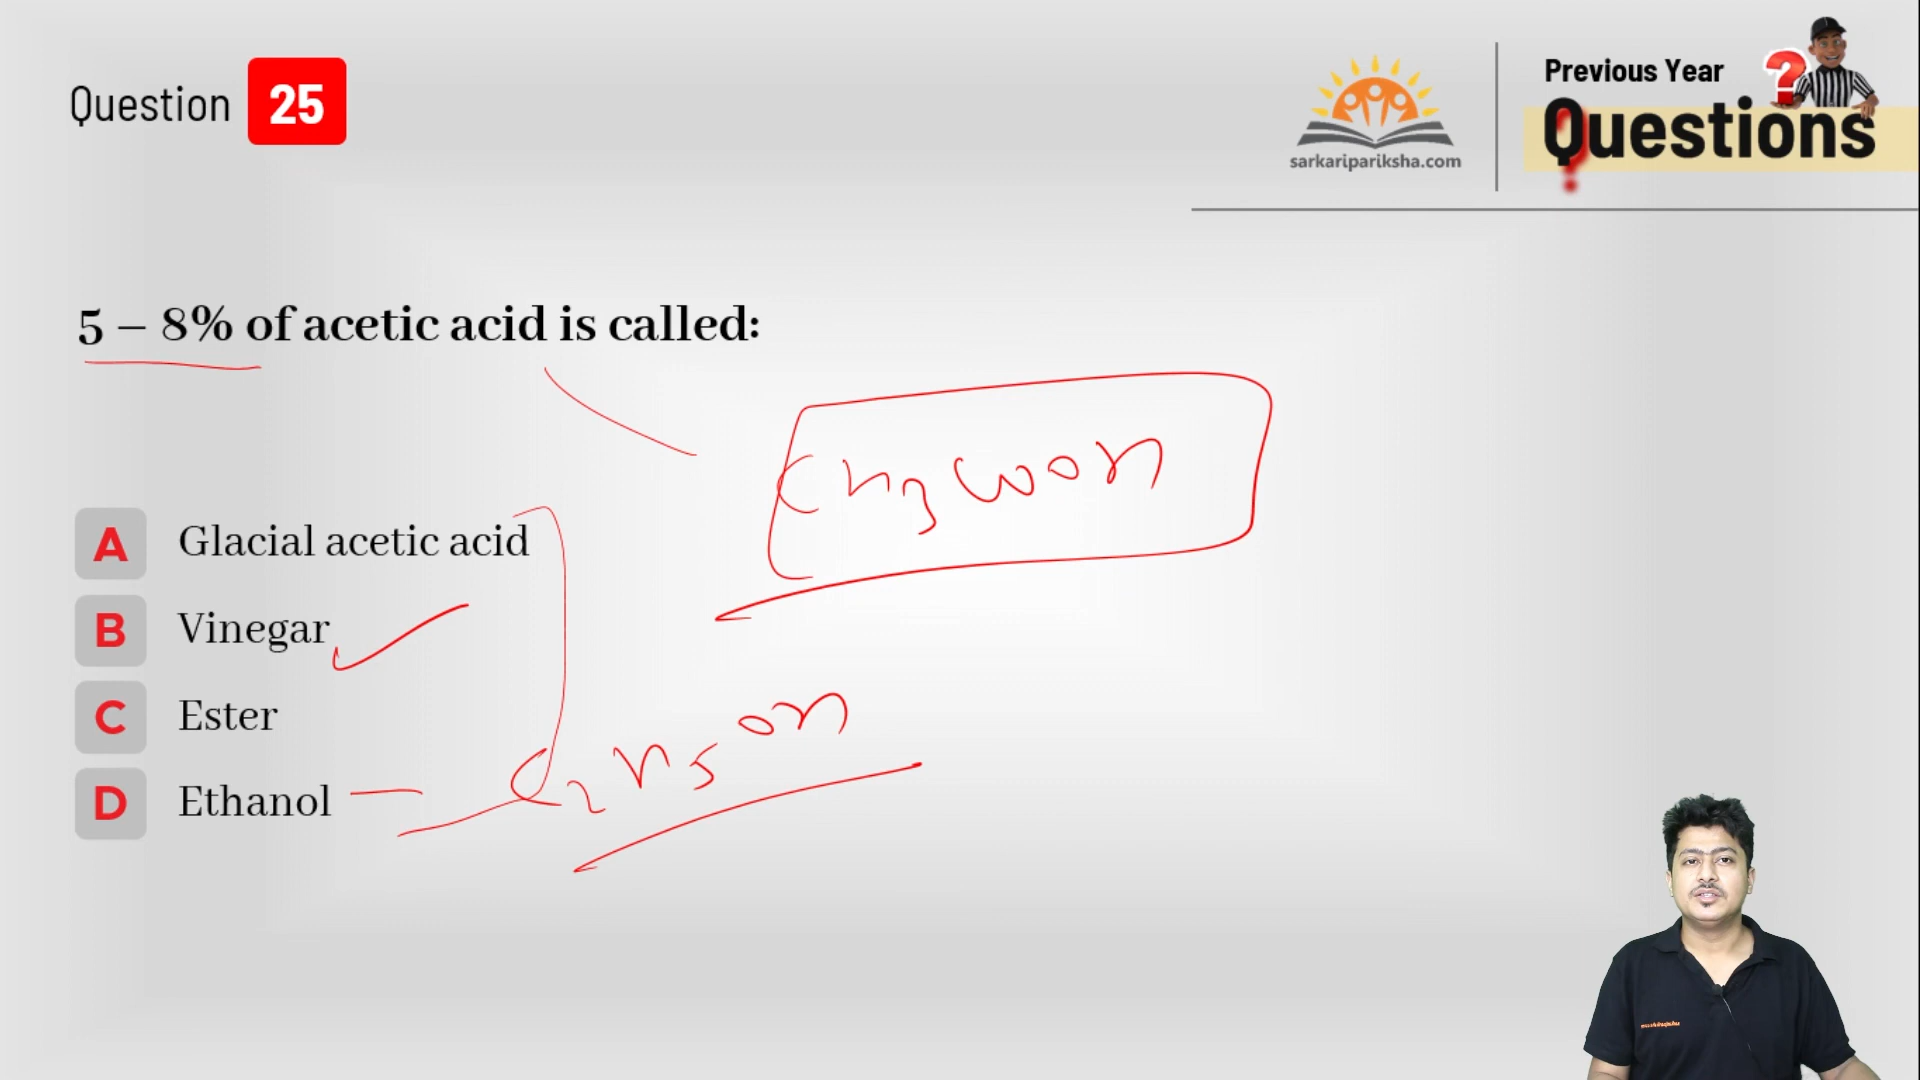 Question 25
sarkaripariksha.com
Previous Year
Questions
5 – 8% of acetic acid is called:
CH3COOH
A Glacial acetic acid
B Vinegar
C Ester
D Ethanol
C2H5OH